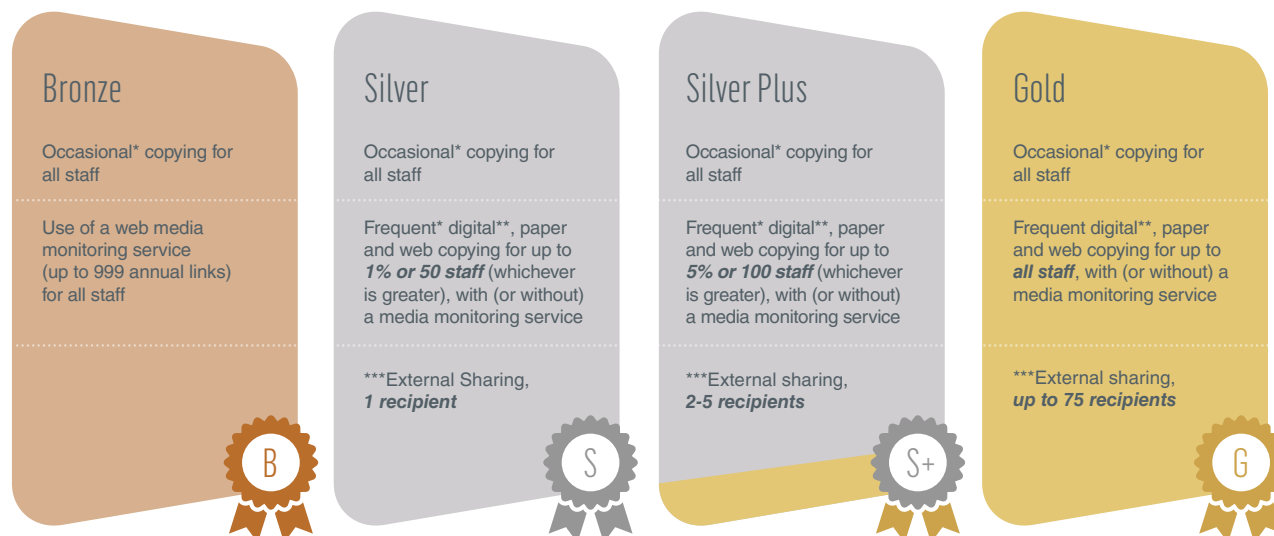 Bronze
Occasional* copying for
all staff
Use of a web media
monitoring service
(up to 999 annual links)
for all staff
B
Silver
Occasional* copying for
all staff
Frequent* digital**, paper
and web copying for up to
1% or 50 staff (whichever
is greater), with (or without)
a media monitoring service
***External Sharing,
1 recipient
S
Silver Plus
Occasional* copying for
all staff
Frequent* digital**, paper
and web copying for up to
5% or 100 staff (whichever
is greater), with (or without)
a media monitoring service
***External sharing,
2-5 recipients
S+
Gold
Occasional* copying for
all staff
Frequent digital**, paper
and web copying for up to
all staff, with (or without) a
media monitoring service
***External sharing,
up to 75 recipients
G